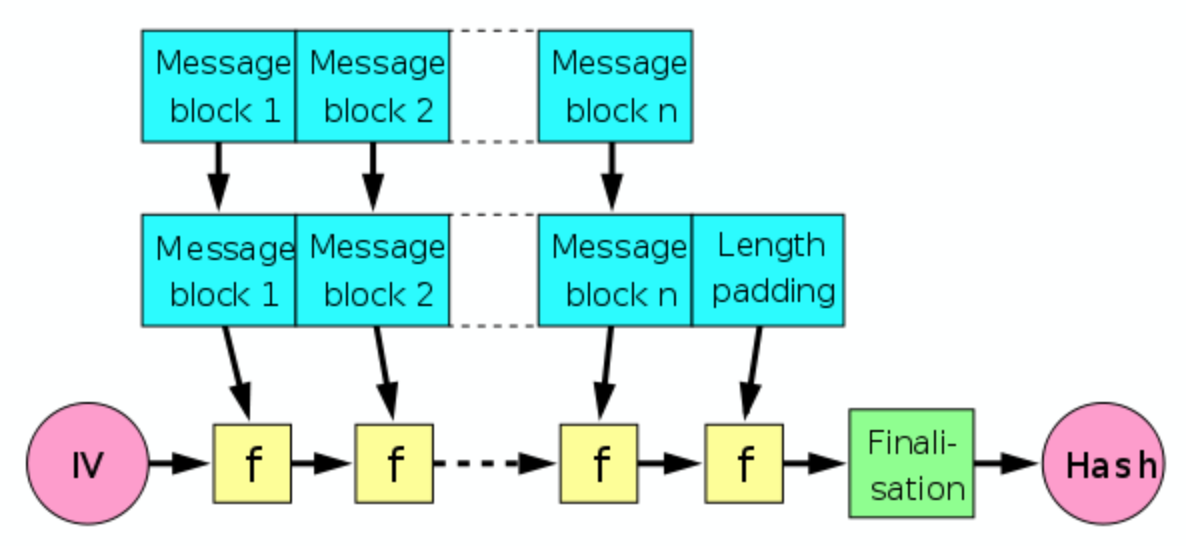 Message
block 1
Message
block 2
Message
block n
Message
block 1
Message
block 2
Message
block n
Length
padding
IV
f
f
f
f
Finali-
sation
Hash